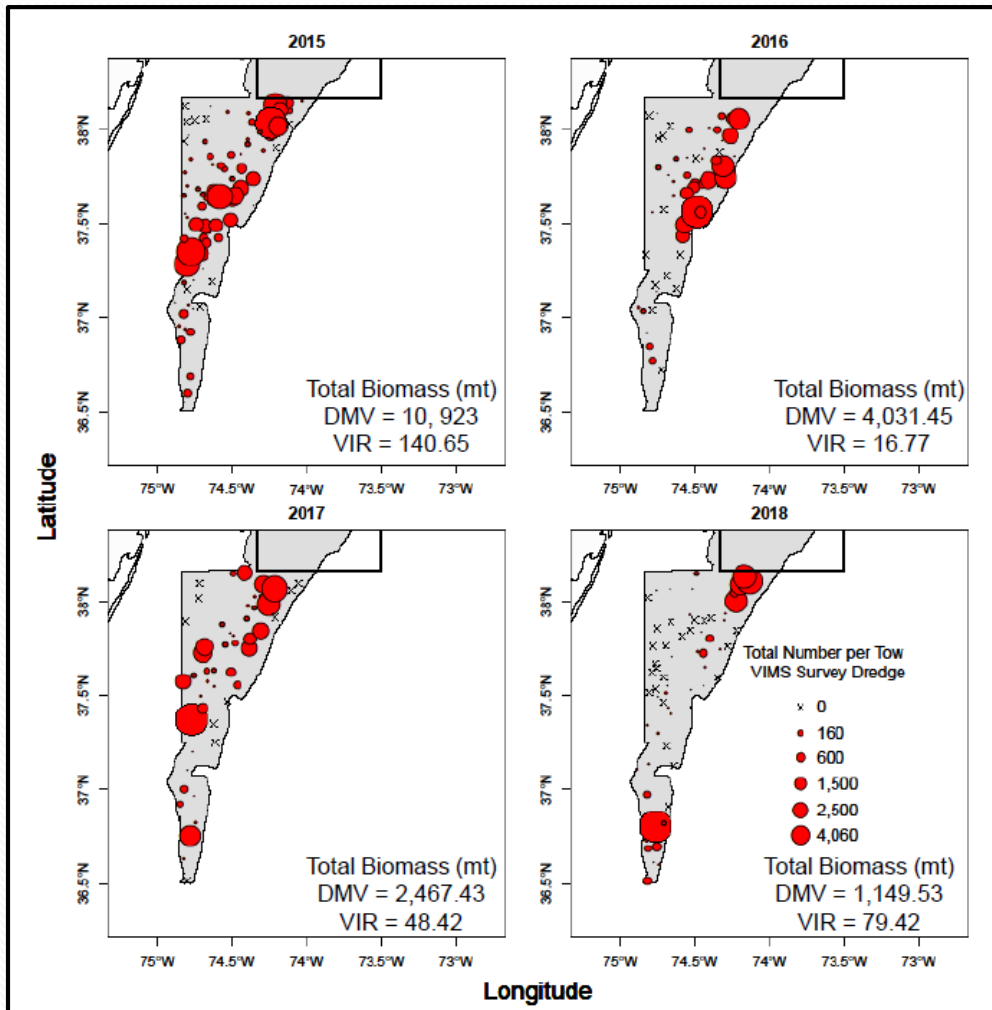 2015
2016
38°N
37.5°N
37°N
36.5°N
Total Biomass (mt)
DMV = 10, 923
VIR = 140.65
75°W
74.5°W
74°W
73.5°W
73°W
38°N
37.5°N
37°N
36.5°N
Total Biomass (mt)
DMV = 4,031.45
VIR = 16.77
75°W
74.5°W
74°W
73.5°W
73°W
Latitude
2017
2018
38°N
37.5°N
37°N
36.5°N
Total Biomass (mt)
DMV = 2,467.43
VIR = 48.42
75°W
74.5°W
74°W
73.5°W
73°W
38°N
37.5°N
37°N
36.5°N
Total Number per Tow
VIMS Survey Dredge
0
160
600
1,500
2,500
4,060
Total Biomass (mt)
DMV = 1,149.53
VIR = 79.42
75°W
74.5°W
74°W
73.5°W
73°W
Longitude